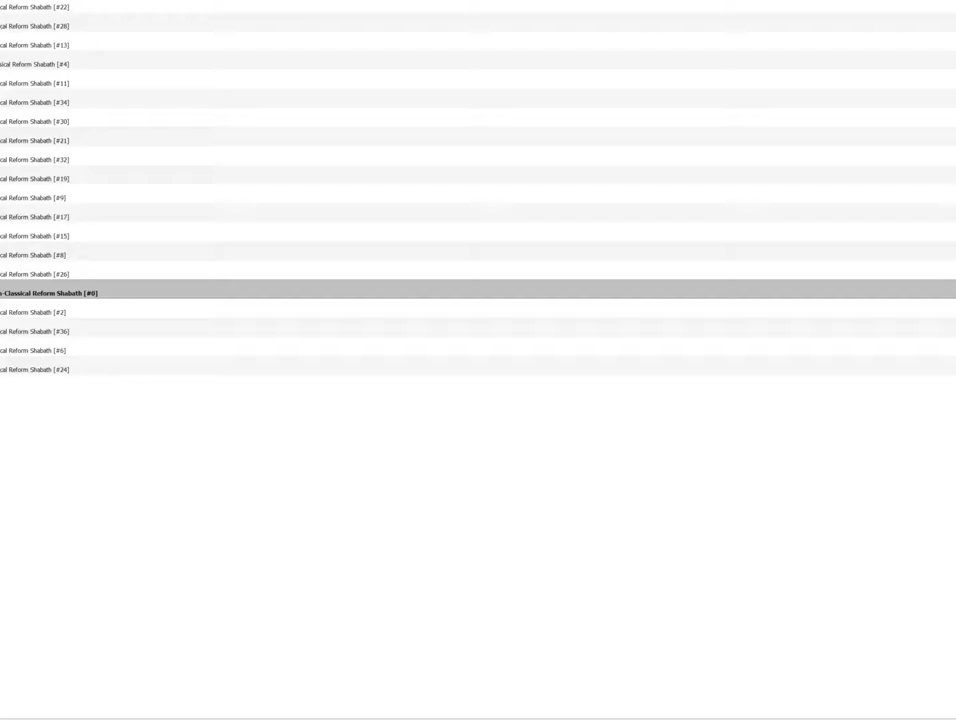 cal Reform Shabath [#22]
cal Reform Shabath [#28]
cal Reform Shabath [#13]
sical Reform Shabath [#4]
cal Reform Shabath [#11]
cal Reform Shabath [#34]
cal Reform Shabath [#30]
cal Reform Shabath [#21]
cal Reform Shabath [#32]
cal Reform Shabath [#19]
cal Reform Shabath [#9]
cal Reform Shabath [#17]
cal Reform Shabath [#15]
cal Reform Shabath [#8]
cal Reform Shabath [#26]
-Classical Reform Shabath [#0]
cal Reform Shabath [#2]
cal Reform Shabath [#36]
cal Reform Shabath [#6]
cal Reform Shabath [#24]